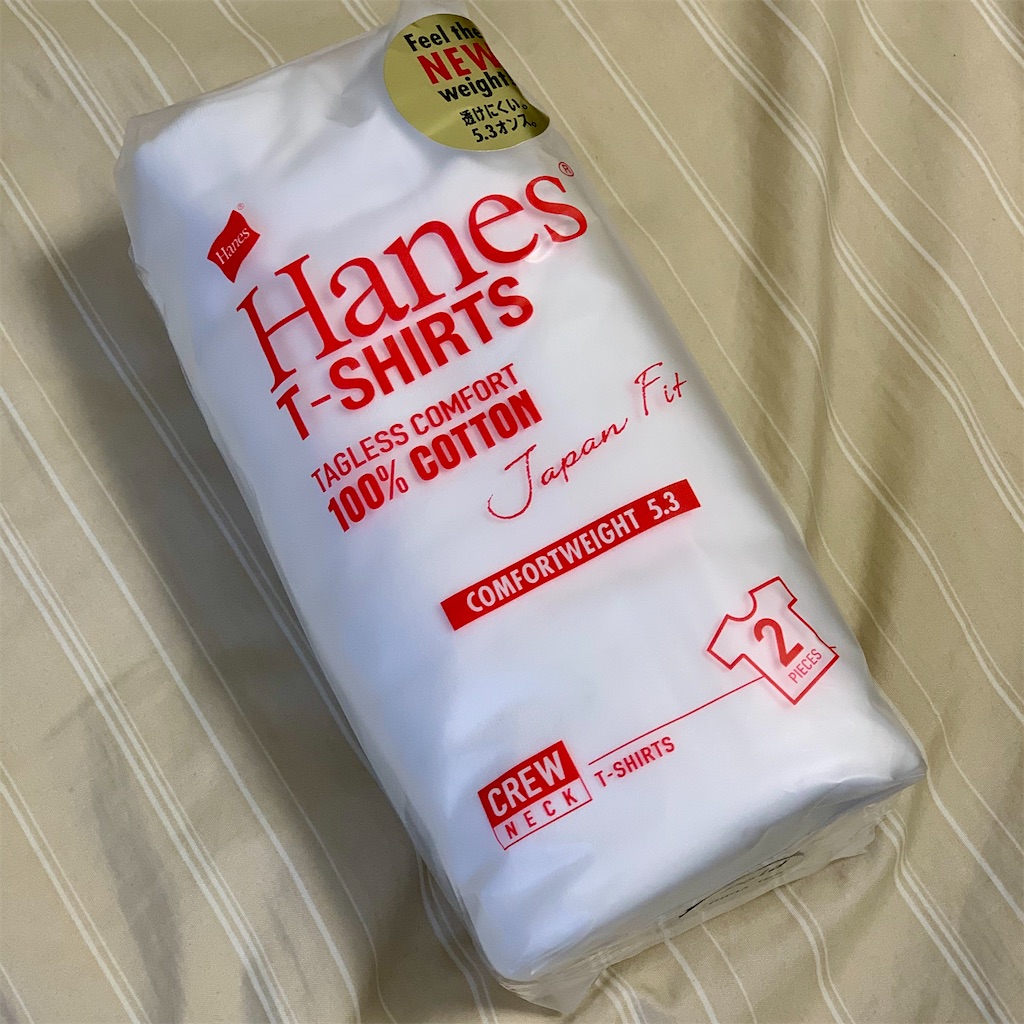 Feel the
NEW
weight!
透けにくい。
5.3オンス。
Hanes
Hanes®
T-SHIRTS
TAGLESS COMFORT
100% COTTON
Japan Fit
COMFORTWEIGHT 5.3
2
PIECES
CREW
NECK
T-SHIRTS